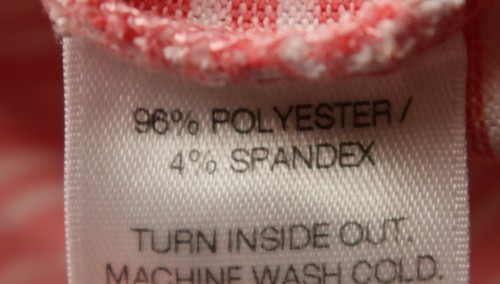 96% POLYESTER /
4% SPANDEX
TURN INSIDE OUT.
MACHINE WASH COLD.